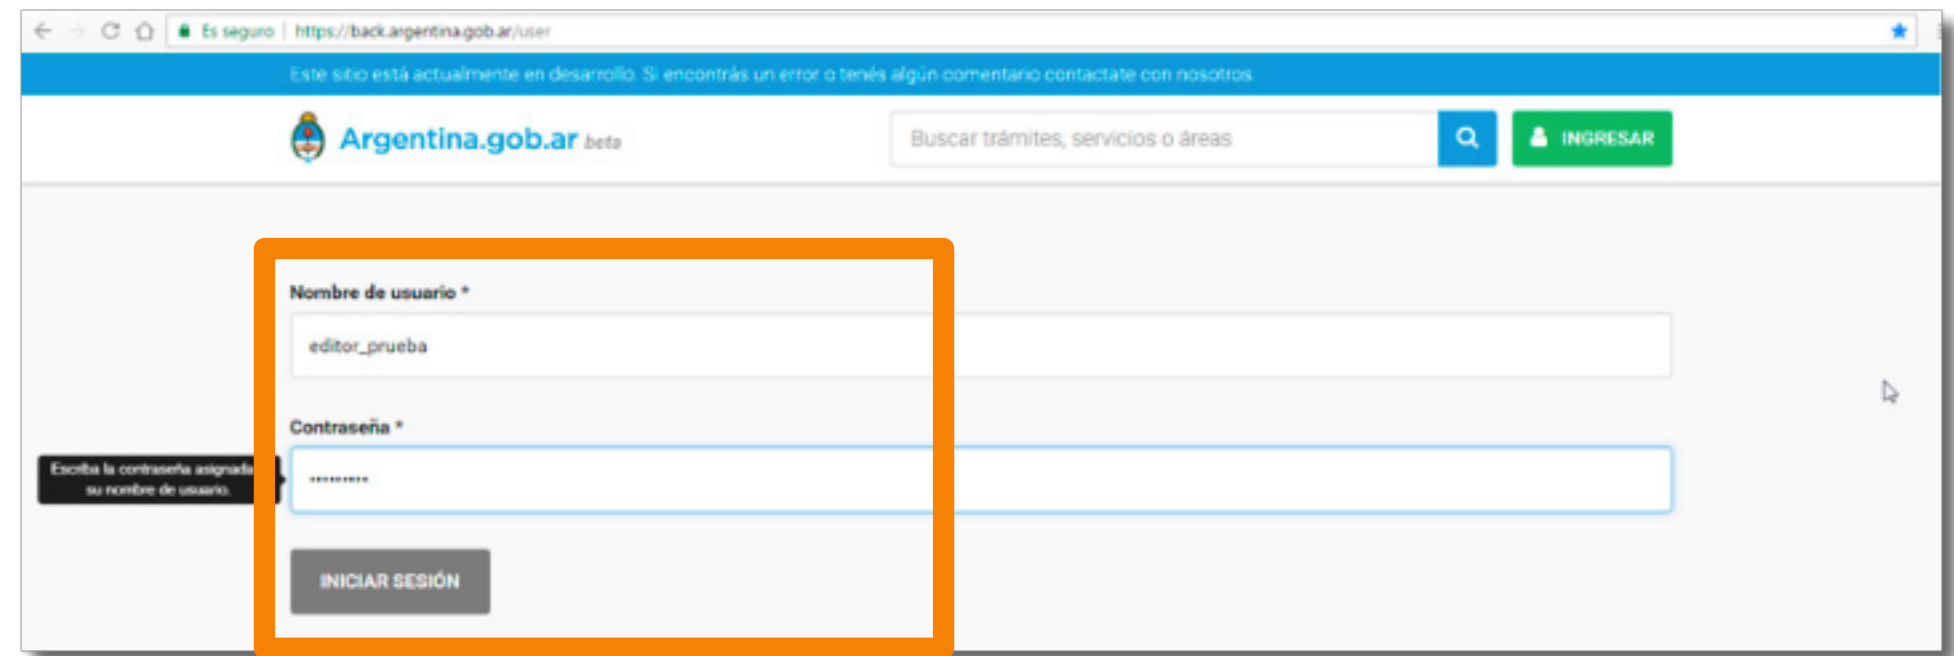 Es seguro | https://back.argentina.gob.ar/user
Este sitio está actualmente en desarrollo. Si encontrás un error o tenés algún comentario contactate con nosotros.
Argentina.gob.ar beta
Buscar trámites, servicios o áreas
INGRESAR
Nombre de usuario *
editor_prueba
Contraseña *
Escriba la contraseña asignada
su nombre de usuario.
••••••••••
INICIAR SESIÓN